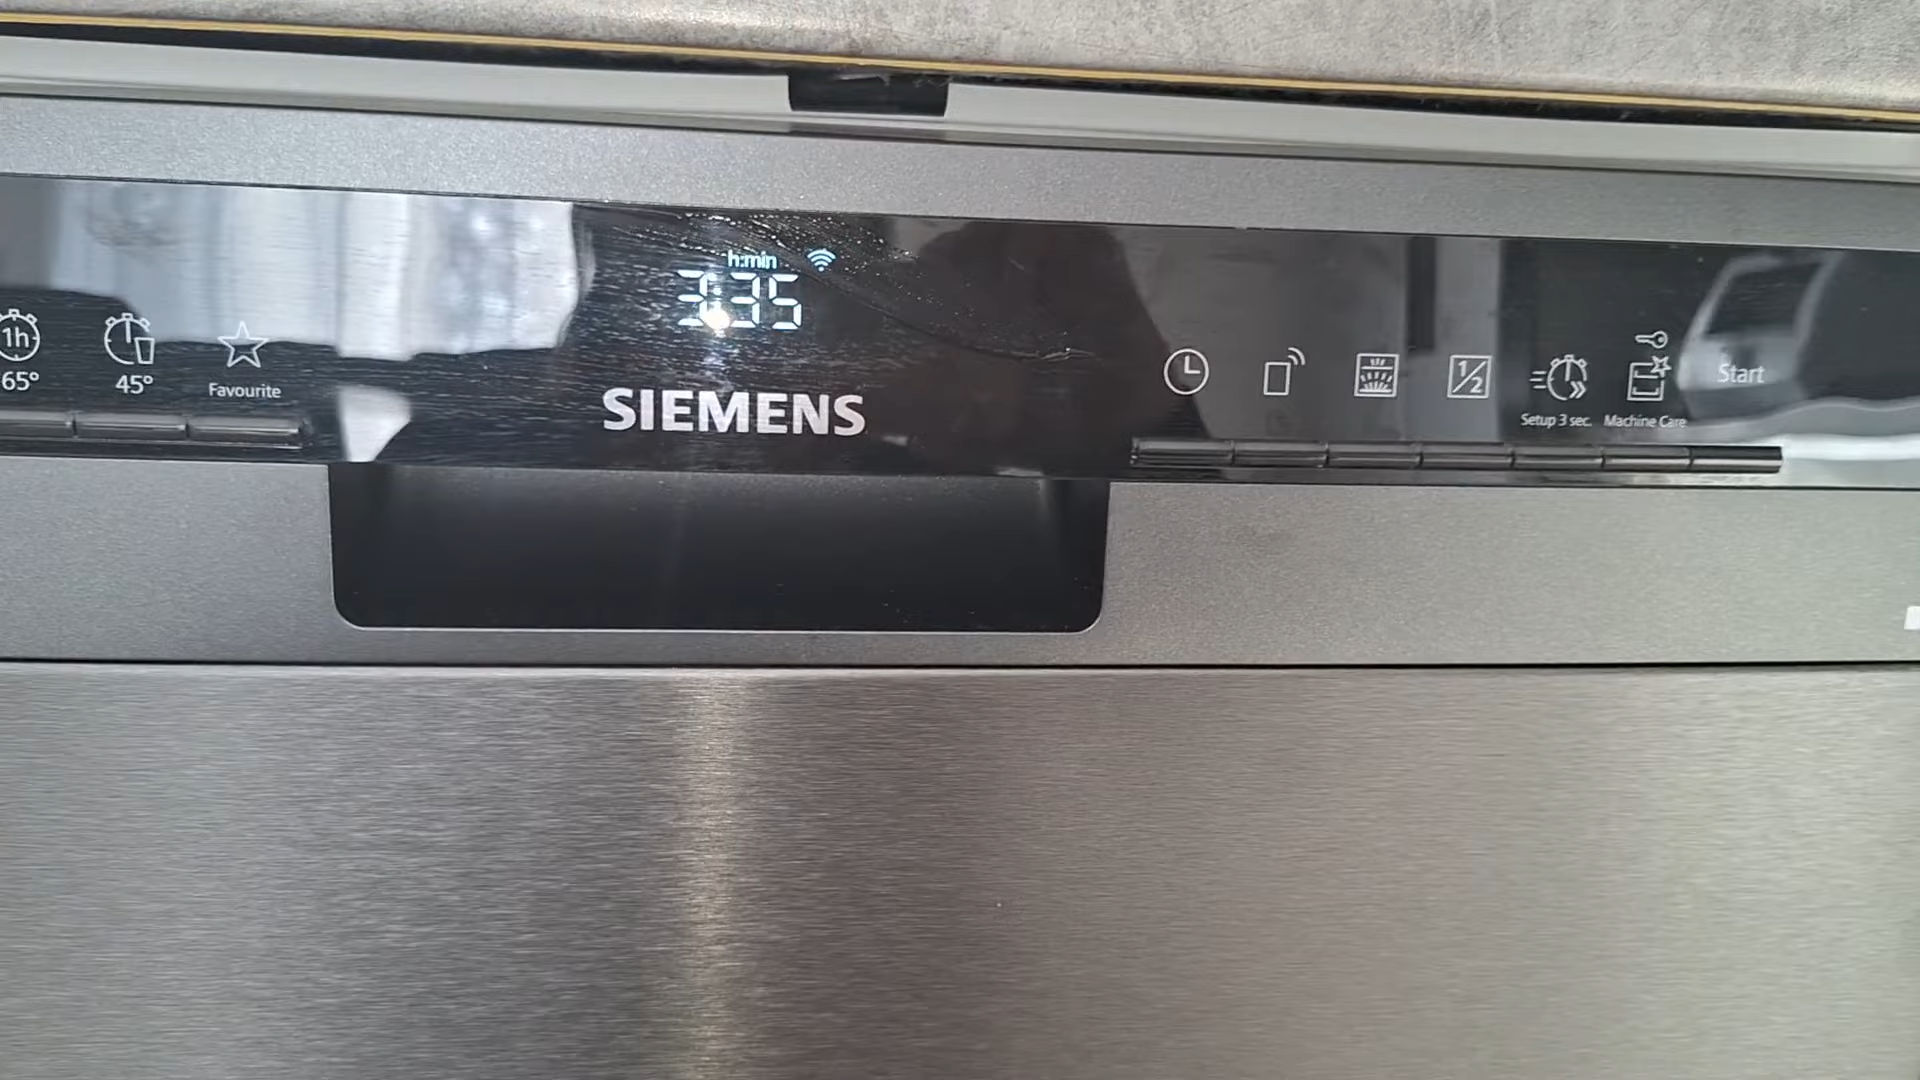 h:min
3:35
1h
65°
45°
Favourite
SIEMENS
1/2
Setup 3 sec.
Machine Care
Start